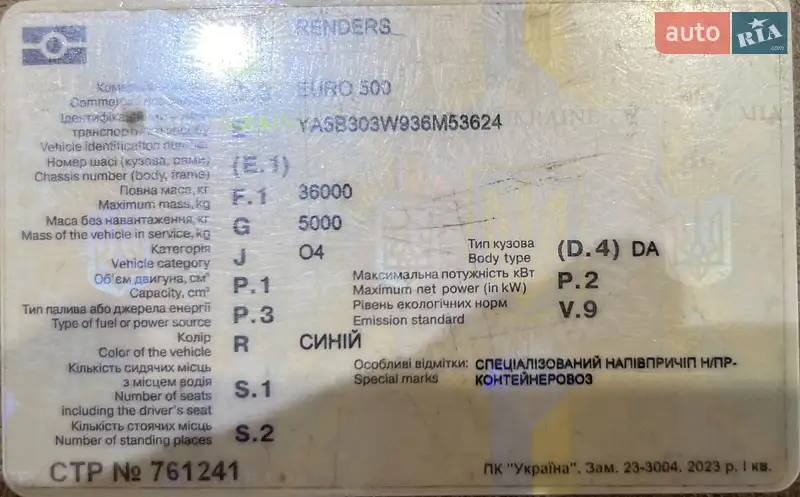 RENDERS
auto RIA .com
EURO 500
Ідентифікаційний
YA5B303W936M53624
Vehicle identification number
Номер шасі (кузова, рами)
Chassis number (body, frame)
(E.1)
Повна маса, кг
Maximum mass, kg
F.1 36000
Маса без навантаження, кг
Mass of the vehicle in service, kg
G 5000
Категорія
Vehicle category
J O4
Тип кузова
Body type
(D.4) DA
Об'єм двигуна, см³
Capacity, cm³
P.1
Максимальна потужність кВт
Maximum net power (in kW)
P.2
Тип палива або джерела енергії
Type of fuel or power source
P.3
Рівень екологічних норм
Emission standard
V.9
Колір
Color of the vehicle
R СИНІЙ
Кількість сидячих місць
з місцем водія
Number of seats
including the driver's seat
S.1
Особливі відмітки: СПЕЦІАЛІЗОВАНИЙ НАПІВПРИЧІП Н/ПР-
Special marks КОНТЕЙНЕРОВОЗ
Кількість стоячих місць
Number of standing places
S.2
СТР № 761241
ПК "Україна". Зам. 23-3004. 2023 р. І кв.